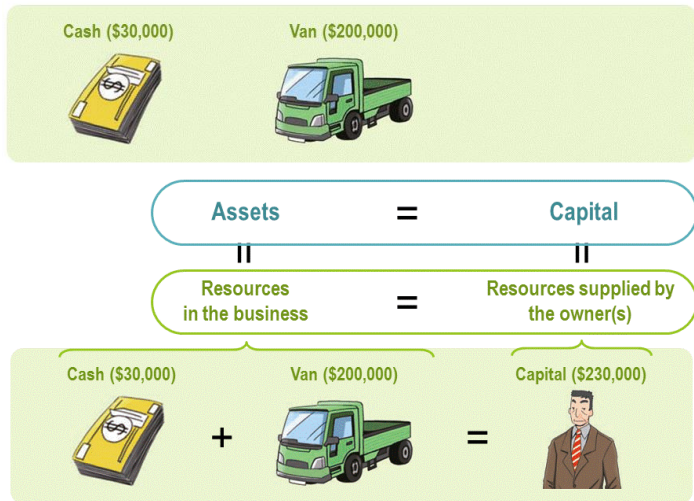 Cash ($30,000) Van ($200,000)
$
Assets = Capital
= =
Resources
in the business
=
Resources supplied by
the owner(s)
Cash ($30,000) Van ($200,000) Capital ($230,000)
$ + =